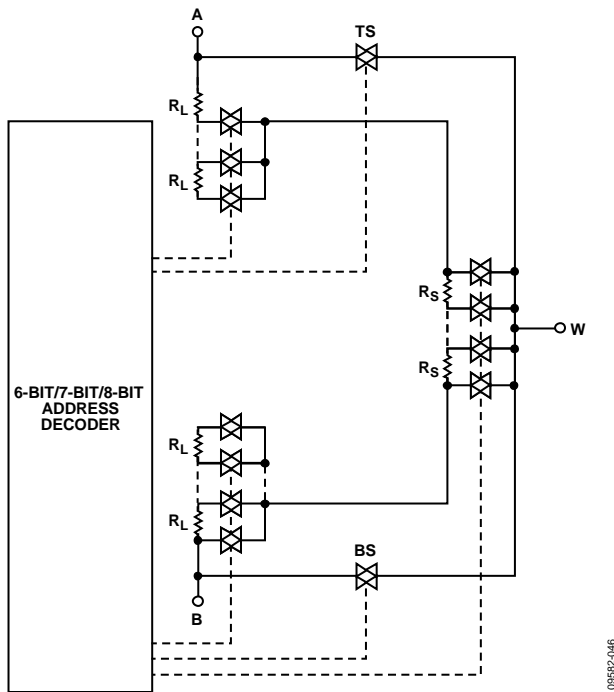 A
TS
RL
RL
RS
W
RS
6-BIT/7-BIT/8-BIT
ADDRESS
DECODER
RL
RL
BS
B
09582-046